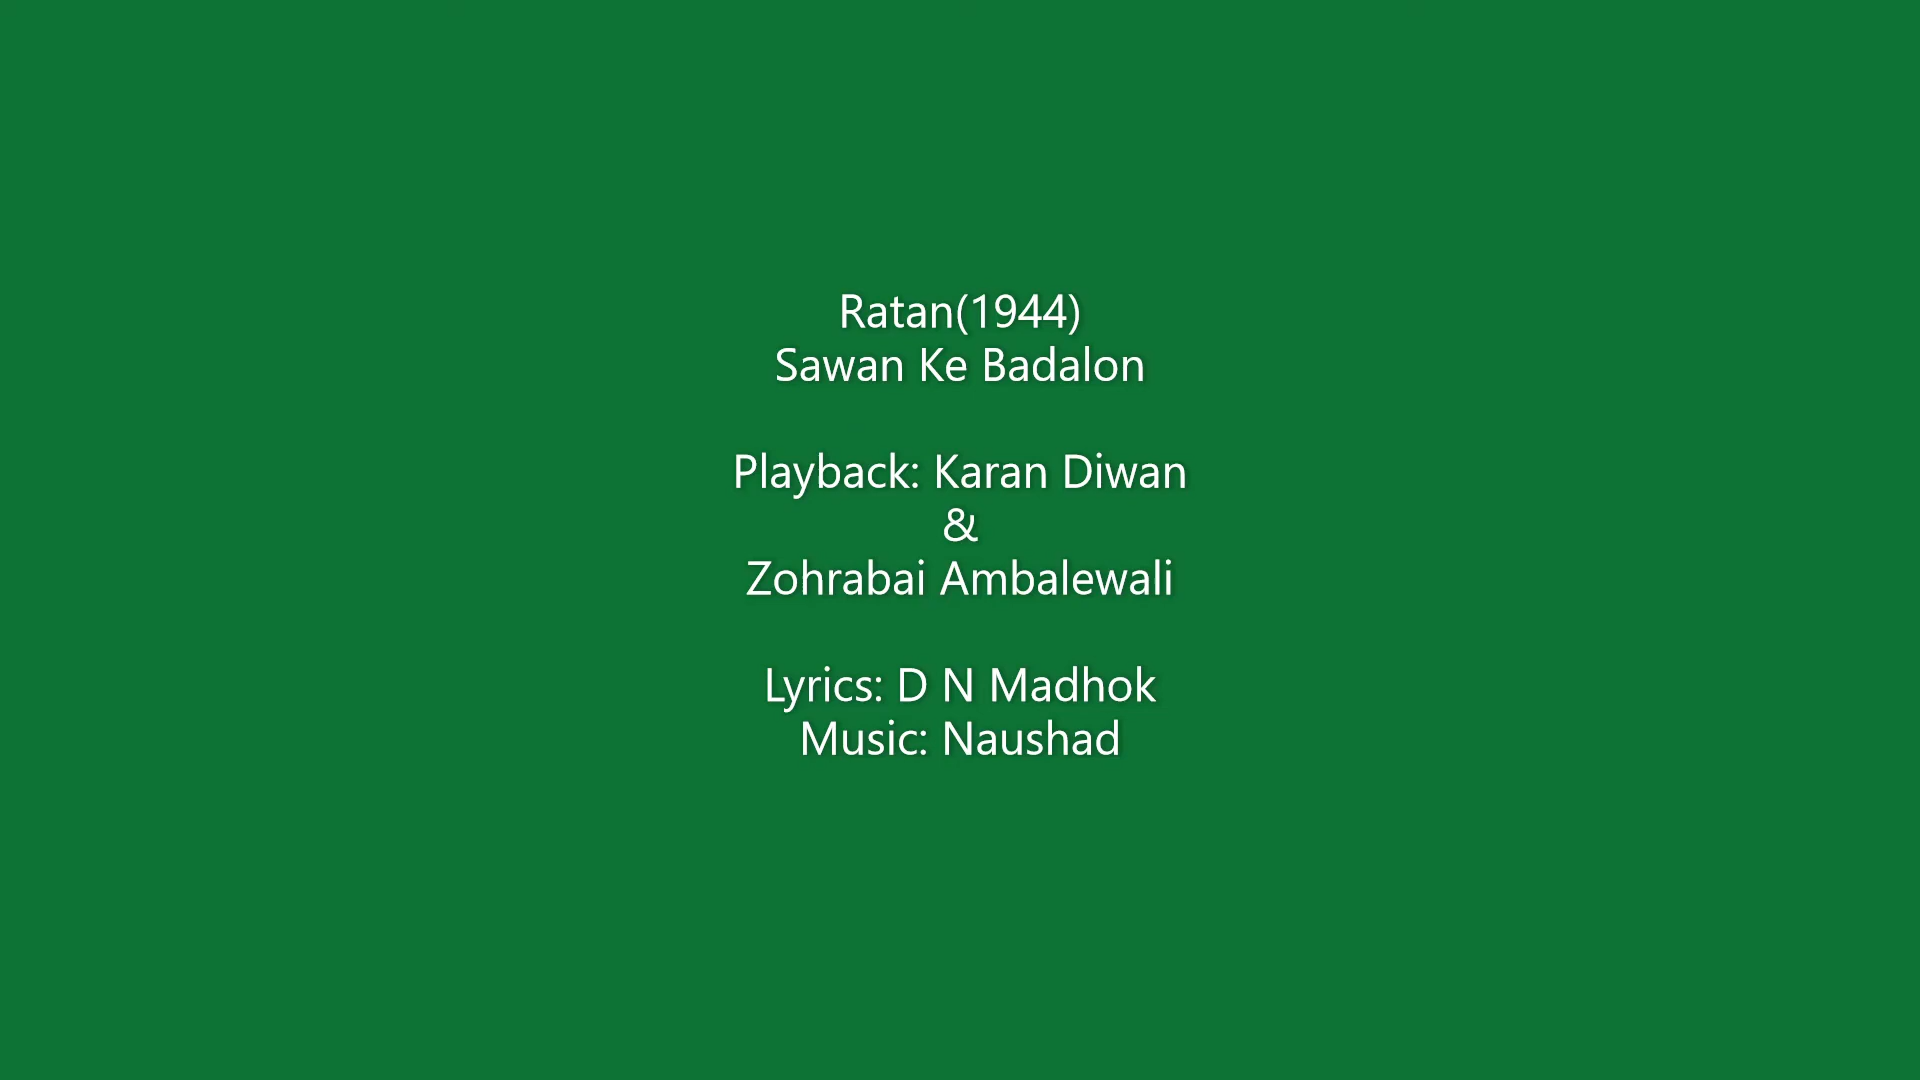 Ratan(1944)
Sawan Ke Badalon
Playback: Karan Diwan
&
Zohrabai Ambalewali
Lyrics: D N Madhok
Music: Naushad